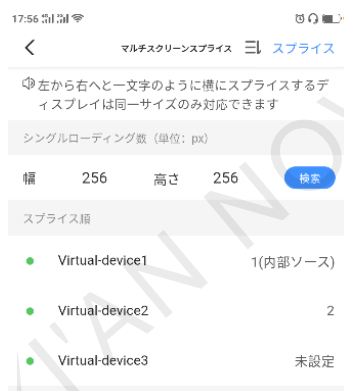 17:56
マルチスクリーンスプライス
スプライス
左から右へと一文字のように横にスプライスするデ
ィスプレイは同一サイズのみ対応できます
シングルローディング数（単位：px）
幅 256 高さ 256 検索
スプライス順
Virtual-device1 1(内部ソース)
Virtual-device2 2
Virtual-device3 未設定
XI'AN NOV